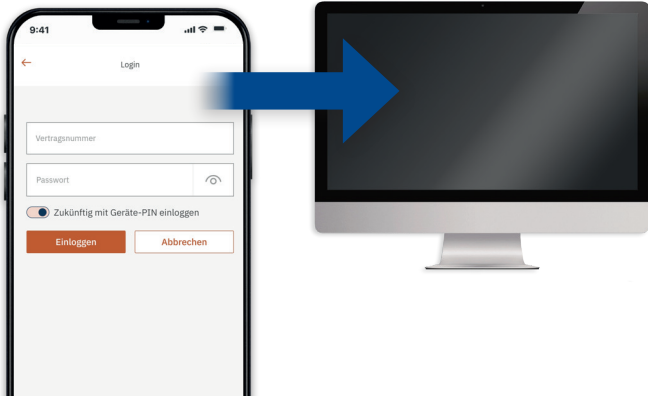 9:41
Login
Vertragsnummer
Passwort
Zukünftig mit Geräte-PIN einloggen
Einloggen Abbrechen